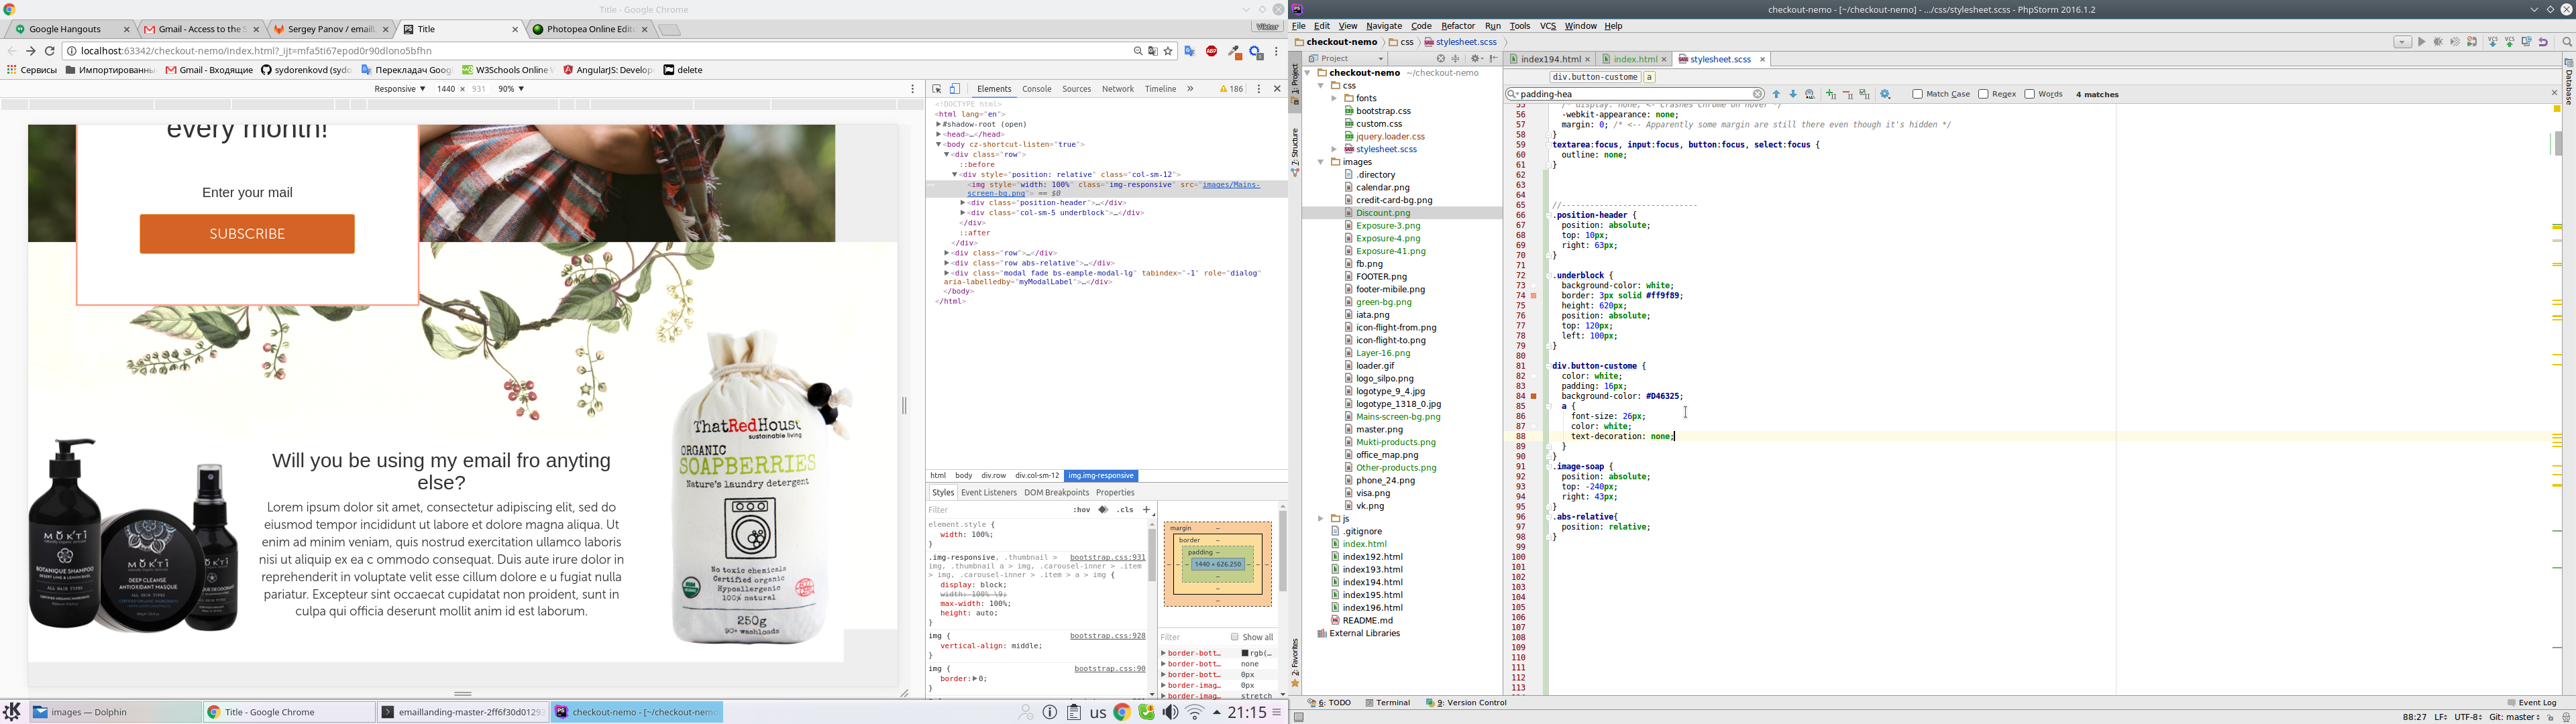 Title - Google Chrome
Google Hangouts
Gmail - Access to the S
Sergey Panov / emaill
Title
Photopea Online Edit
Viktor
localhost:63342/checkout-nemo/index.html?_ijt=mfa5ti67epod0r90dlono5bfhn
Сервисы
Импортированны
Gmail - Входящие
sydorenkovd (sydo
Перекладач Goog
W3Schools Online
AngularJS: Develop
delete
Responsive ▼ 1440 × 931 90% ▼
every month!
Enter your mail
SUBSCRIBE
ThatRedHouse
sustainable living
ORGANIC
SOAPBERRIES
Nature's laundry detergent
No toxic chemicals
Certified organic
Hypoallergenic
100% natural
250g
90+ washloads
Will you be using my email fro anyting
else?
Lorem ipsum dolor sit amet, consectetur adipiscing elit, sed do
eiusmod tempor incididunt ut labore et dolore magna aliqua. Ut
enim ad minim veniam, quis nostrud exercitation ullamco laboris
nisi ut aliquip ex ea c ommodo consequat. Duis aute irure dolor in
reprehenderit in voluptate velit esse cillum dolore e u fugiat nulla
pariatur. Excepteur sint occaecat cupidatat non proident, sunt in
culpa qui officia deserunt mollit anim id est laborum.
MUKTI
BOTANIQUE SHAMPOO
MUKTI
DEEP CLEANSE
ANTIOXIDANT MASQUE
MUKTI
Elements Console Sources Network Timeline » 186
<!DOCTYPE html>
<html lang="en">
#shadow-root (open)
<head>…</head>
<body cz-shortcut-listen="true">
<div class="row">
::before
<div style="position: relative" class="col-sm-12">
<img style="width: 100%" class="img-responsive" src="images/Mains-
screen-bg.png"> == $0
<div class="position-header">…</div>
<div class="col-sm-5 underblock">…</div>
</div>
::after
</div>
<div class="row">…</div>
<div class="row abs-relative">…</div>
<div class="modal fade bs-eample-modal-lg" tabindex="-1" role="dialog"
aria-labelledby="myModalLabel">…</div>
</body>
</html>
html body div.row div.col-sm-12 img.img-responsive
Styles Event Listeners DOM Breakpoints Properties
Filter :hov .cls +
element.style {
width: 100%;
}
.img-responsive, .thumbnail > bootstrap.css:931
img, .thumbnail a > img, .carousel-inner > .item
> img, .carousel-inner > .item > a > img {
display: block;
width: 100% \9;
max-width: 100%;
height: auto;
}
img { bootstrap.css:928
vertical-align: middle;
}
img { bootstrap.css:90
border: 0;
}
margin –
border –
padding –
1440 × 626.250
Filter Show all
border-bott… rgb(…
border-bott… none
border-bott… 0px
border-imag… 0px
border-imag… stretch
checkout-nemo - [~/checkout-nemo] - .../css/stylesheet.scss - PhpStorm 2016.1.2
File Edit View Navigate Code Refactor Run Tools VCS Window Help
checkout-nemo css stylesheet.scss
Project
index194.html index.html stylesheet.scss
1: Project
7: Structure
2: Favorites
Database
checkout-nemo ~/checkout-nemo
css
fonts
bootstrap.css
custom.css
jquery.loader.css
stylesheet.scss
images
.directory
calendar.png
credit-card-bg.png
Discount.png
Exposure-3.png
Exposure-4.png
Exposure-41.png
fb.png
FOOTER.png
footer-mibile.png
green-bg.png
iata.png
icon-flight-from.png
icon-flight-to.png
Layer-16.png
loader.gif
logo_silpo.png
logotype_9_4.jpg
logotype_1318_0.jpg
Mains-screen-bg.png
master.png
Mukti-products.png
office_map.png
Other-products.png
phone_24.png
visa.png
vk.png
js
.gitignore
index.html
index192.html
index193.html
index194.html
index195.html
index196.html
README.md
External Libraries
div.button-custome a
padding-hea
Match Case Regex Words 4 matches
55 /* display: none; <- Crashes Chrome on hover */
56 -webkit-appearance: none;
57 margin: 0; /* <-- Apparently some margin are still there even though it's hidden */
58 }
59 textarea:focus, input:focus, button:focus, select:focus {
60 outline: none;
61 }
62
63
64
65 //-----------------------------
66 .position-header {
67 position: absolute;
68 top: 10px;
69 right: 63px;
70 }
71
72 .underblock {
73 background-color: white;
74 border: 3px solid #ff9f89;
75 height: 620px;
76 position: absolute;
77 top: 120px;
78 left: 100px;
79 }
80
81 div.button-custome {
82 color: white;
83 padding: 16px;
84 background-color: #D46325;
85 a {
86 font-size: 26px;
87 color: white;
88 text-decoration: none;
89 }
90 }
91 .image-soap {
92 position: absolute;
93 top: -240px;
94 right: 43px;
95 }
96 .abs-relative{
97 position: relative;
98 }
99
100
101
102
103
104
105
106
107
108
109
110
111
112
113
6: TODO Terminal 9: Version Control Event Log
88:27 LF÷ UTF-8÷ Git: master÷
images — Dolphin
Title - Google Chrome
emaillanding-master-2ff6f30d01293
checkout-nemo - [~/checkout-nemo
us
21:15